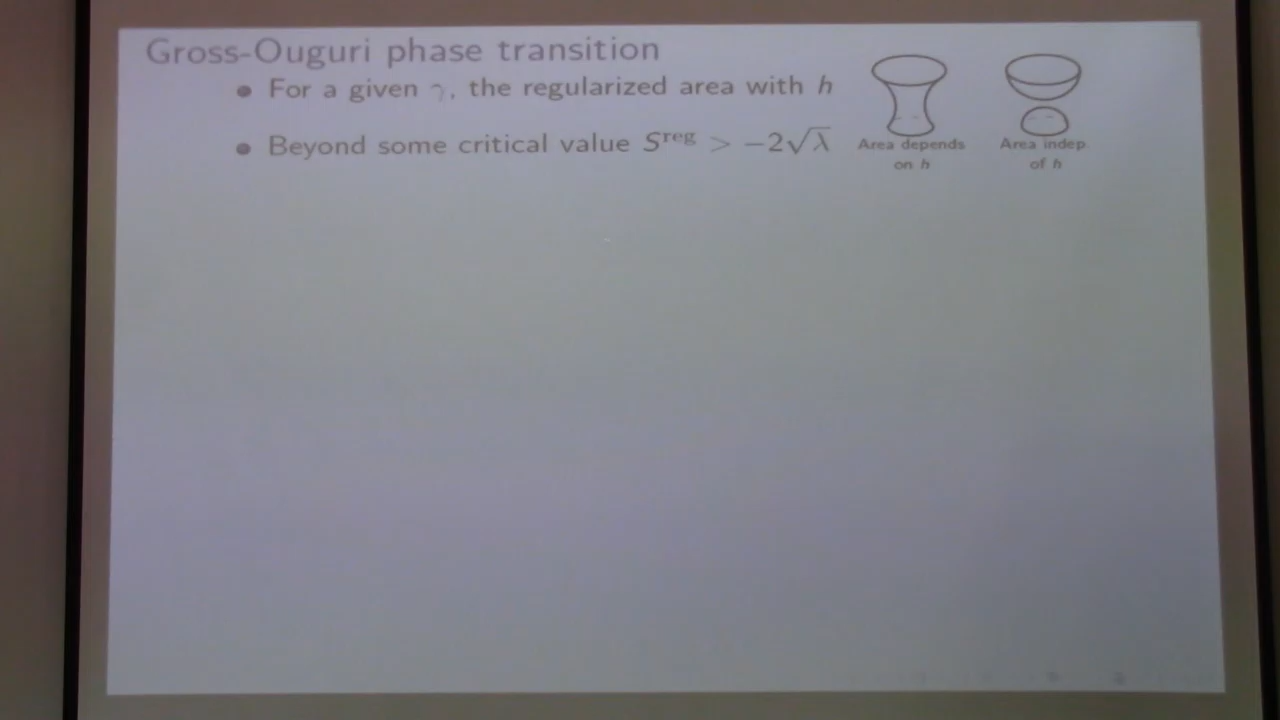 Gross-Ouguri phase transition
• For a given γ, the regularized area with h
• Beyond some critical value S^reg > −2√λ
Area depends
on h
Area indep.
of h